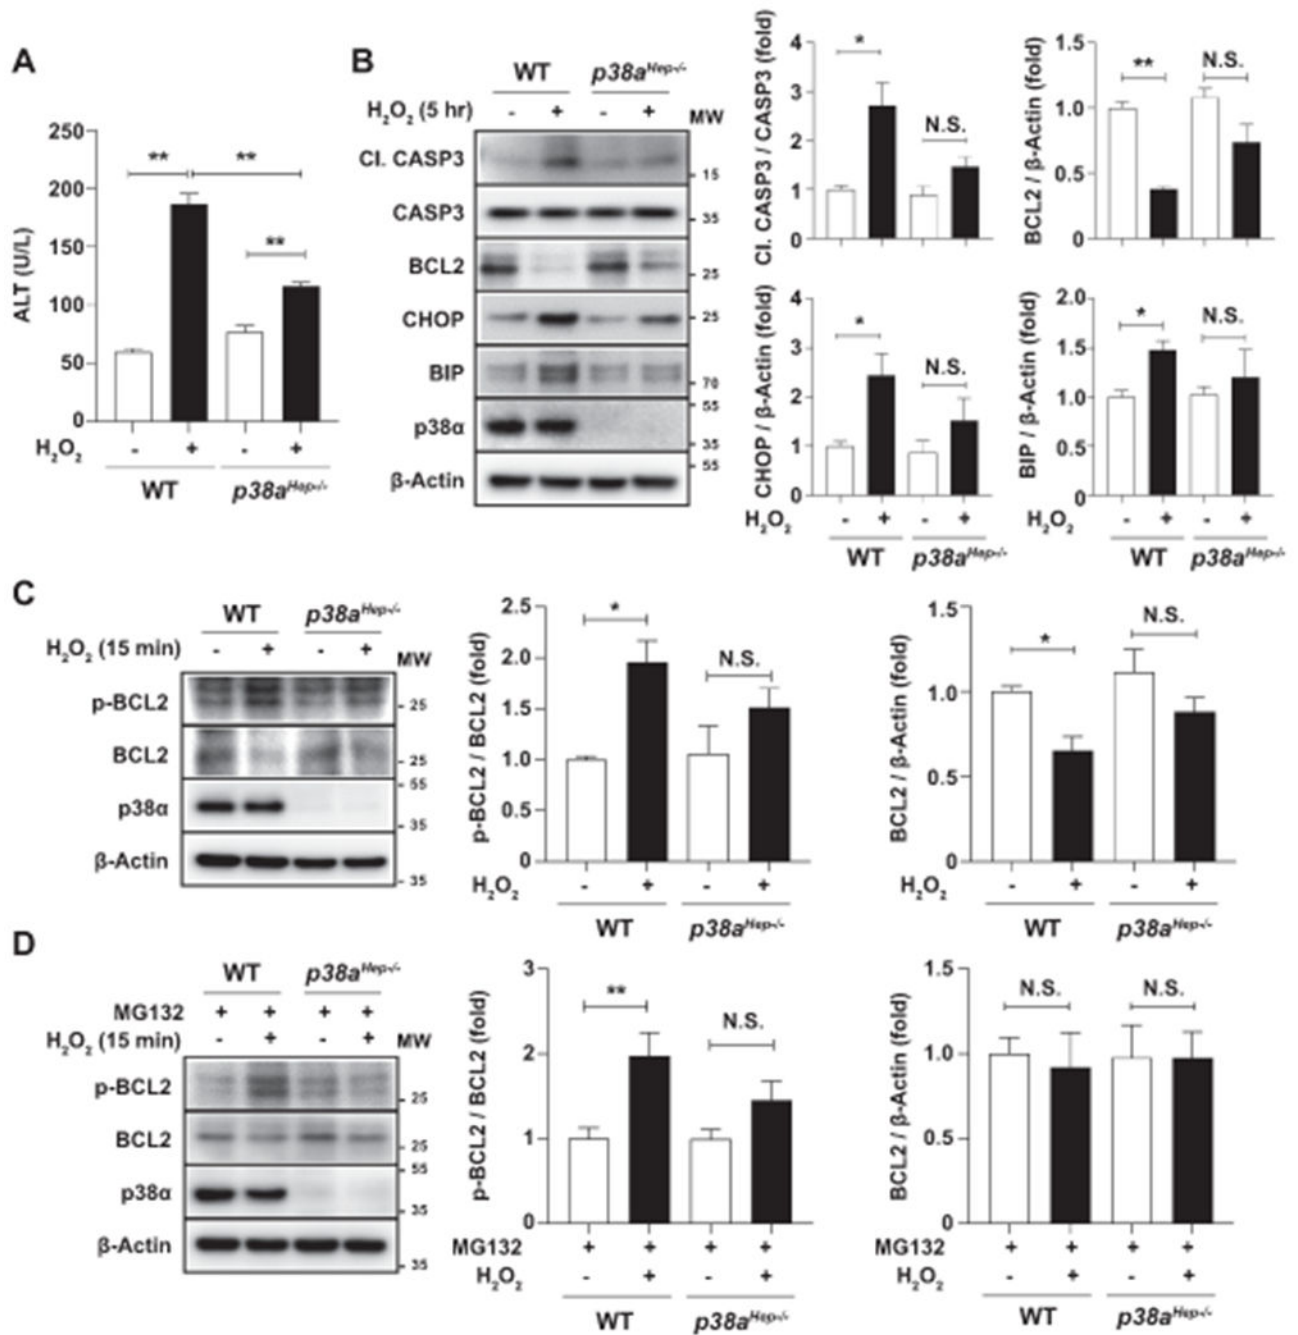 A
250
200
150
100
50
0
ALT (U/L)
** **
**
H₂O₂ - + - +
WT p38a^Hep-/-
B
WT p38a^Hep-/-
H₂O₂ (5 hr) - + - + MW
Cl. CASP3 15
CASP3 35
BCL2 25
CHOP 25
BIP 70
p38α 55 35
β-Actin 55
Cl. CASP3 / CASP3 (fold)
4
3
2
1
0
*
N.S.
BCL2 / β-Actin (fold)
1.5
1.0
0.5
0
**
N.S.
CHOP / β-Actin (fold)
4
3
2
1
0
*
N.S.
H₂O₂ - + - +
WT p38a^Hep-/-
BIP / β-Actin (fold)
2.0
1.5
1.0
0.5
0
*
N.S.
H₂O₂ - + - +
WT p38a^Hep-/-
C
WT p38a^Hep-/-
H₂O₂ (15 min) - + - + MW
p-BCL2 25
BCL2 25
p38α 55 35
β-Actin 35
p-BCL2 / BCL2 (fold)
2.5
2.0
1.5
1.0
0.5
0
*
N.S.
H₂O₂ - + - +
WT p38a^Hep-/-
BCL2 / β-Actin (fold)
1.5
1.0
0.5
0
*
N.S.
H₂O₂ - + - +
WT p38a^Hep-/-
D
WT p38a^Hep-/-
MG132 + + + +
H₂O₂ (15 min) - + - + MW
p-BCL2 25
BCL2 25
p38α 55 35
β-Actin 35
p-BCL2 / BCL2 (fold)
3
2
1
0
**
N.S.
MG132 + + + +
H₂O₂ - + - +
WT p38a^Hep-/-
BCL2 / β-Actin (fold)
1.5
1.0
0.5
0
N.S. N.S.
MG132 + + + +
H₂O₂ - + - +
WT p38a^Hep-/-